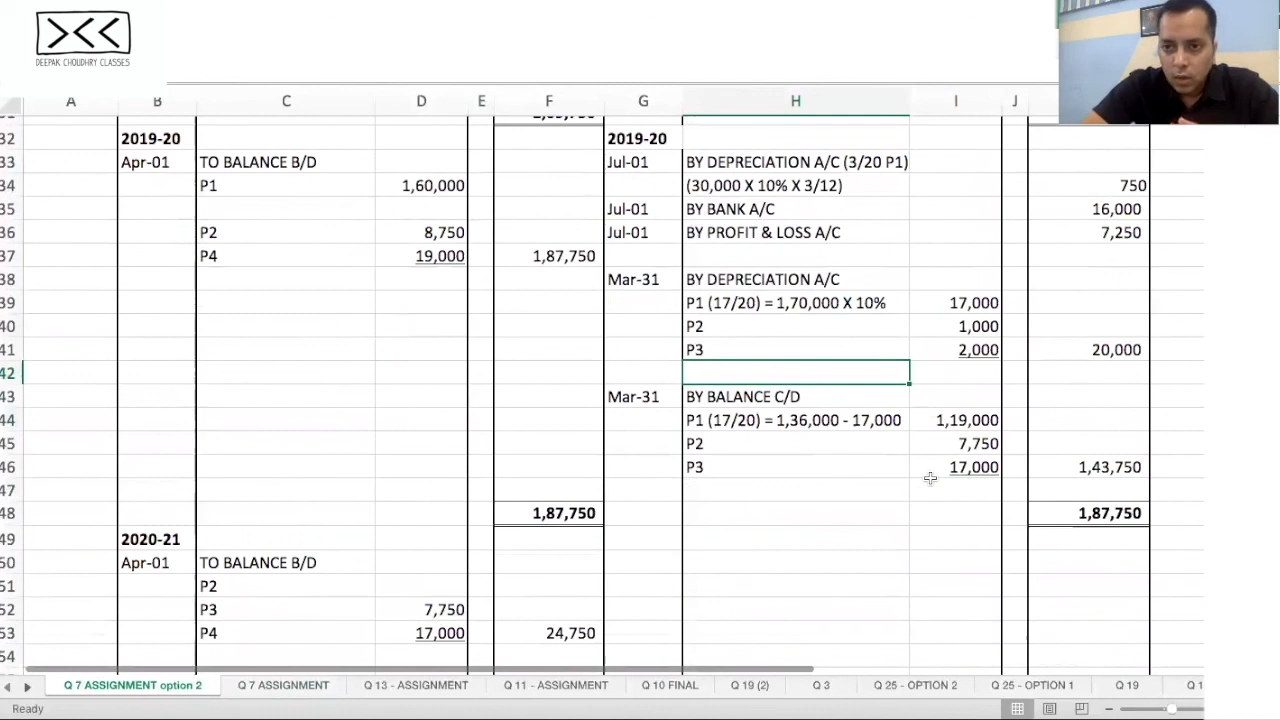 DEEPAK CHOUDHRY CLASSES
A B C D E F G H I J
32 2019-20 2019-20
33 Apr-01 TO BALANCE B/D Jul-01 BY DEPRECIATION A/C (3/20 P1)
34 P1 1,60,000 (30,000 X 10% X 3/12) 750
35 Jul-01 BY BANK A/C 16,000
36 P2 8,750 Jul-01 BY PROFIT & LOSS A/C 7,250
37 P4 19,000 1,87,750
38 Mar-31 BY DEPRECIATION A/C
39 P1 (17/20) = 1,70,000 X 10% 17,000
40 P2 1,000
41 P3 2,000 20,000
42
43 Mar-31 BY BALANCE C/D
44 P1 (17/20) = 1,36,000 - 17,000 1,19,000
45 P2 7,750
46 P3 17,000 1,43,750
47
48 1,87,750 1,87,750
49 2020-21
50 Apr-01 TO BALANCE B/D
51 P2
52 P3 7,750
53 P4 17,000 24,750
54
Q 7 ASSIGNMENT option 2 Q 7 ASSIGNMENT Q 13 - ASSIGNMENT Q 11 - ASSIGNMENT Q 10 FINAL Q 19 (2) Q 3 Q 25 - OPTION 2 Q 25 - OPTION 1 Q 19 Q 1
Ready